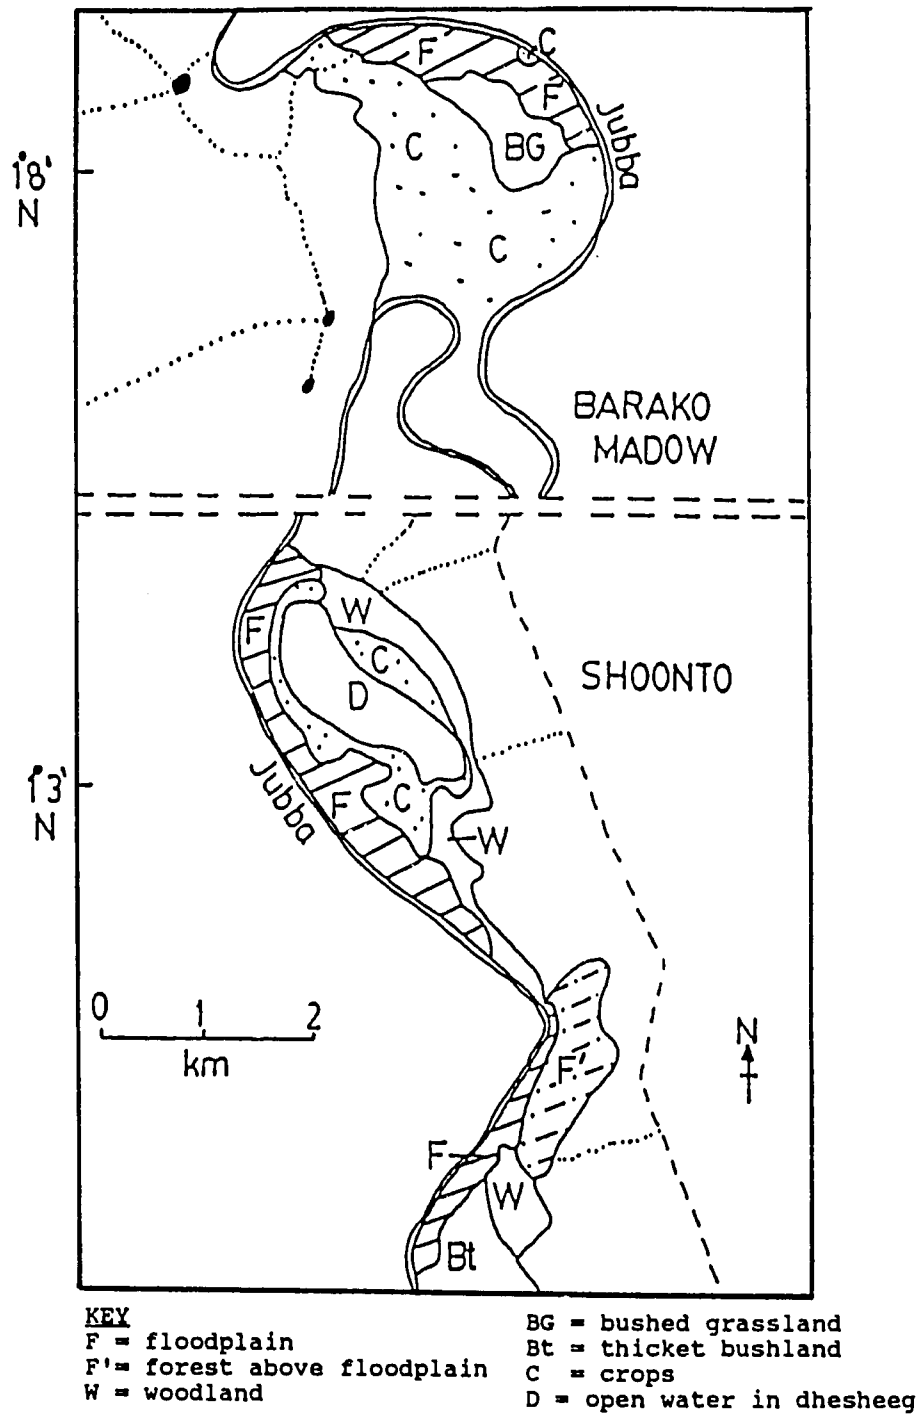 F
C
F
Jubba
1°8'
N
C
BG
C
BARAKO
MADOW
W
F
C
SHOONTO
D
1°3'
N
Jubba
F
C
W
0 1 2
km
N
F'
F
W
Bt
KEY
F = floodplain
F'= forest above floodplain
W = woodland
BG = bushed grassland
Bt = thicket bushland
C = crops
D = open water in dhesheeg